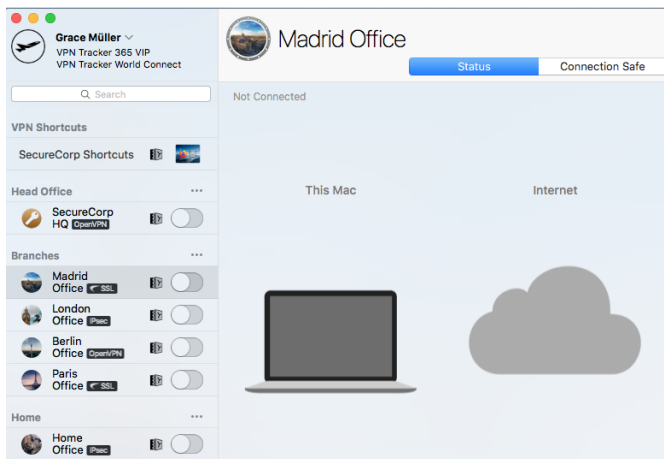 Grace Müller
VPN Tracker 365 VIP
VPN Tracker World Connect
Search
VPN Shortcuts
SecureCorp Shortcuts
Head Office
SecureCorp
HQ OpenVPN
Branches
Madrid
Office SSL
London
Office IPsec
Berlin
Office OpenVPN
Paris
Office SSL
Home
Home
Office IPsec
Madrid Office
Status
Connection Safe
Not Connected
This Mac
Internet